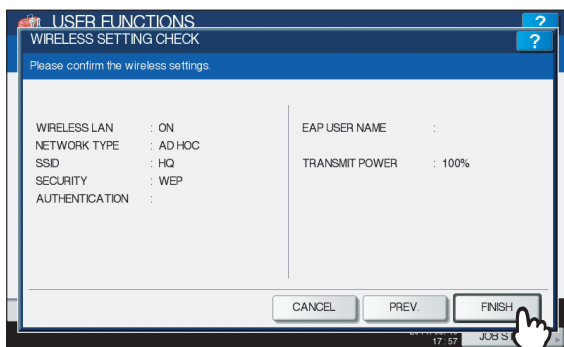 USER FUNCTIONS
?
WIRELESS SETTING CHECK
?
Please confirm the wireless settings.
WIRELESS LAN : ON
NETWORK TYPE : AD HOC
SSID : HQ
SECURITY : WEP
AUTHENTICATION :
EAP USER NAME :
TRANSMIT POWER : 100%
CANCEL
PREV.
FINISH
17:57
JOB